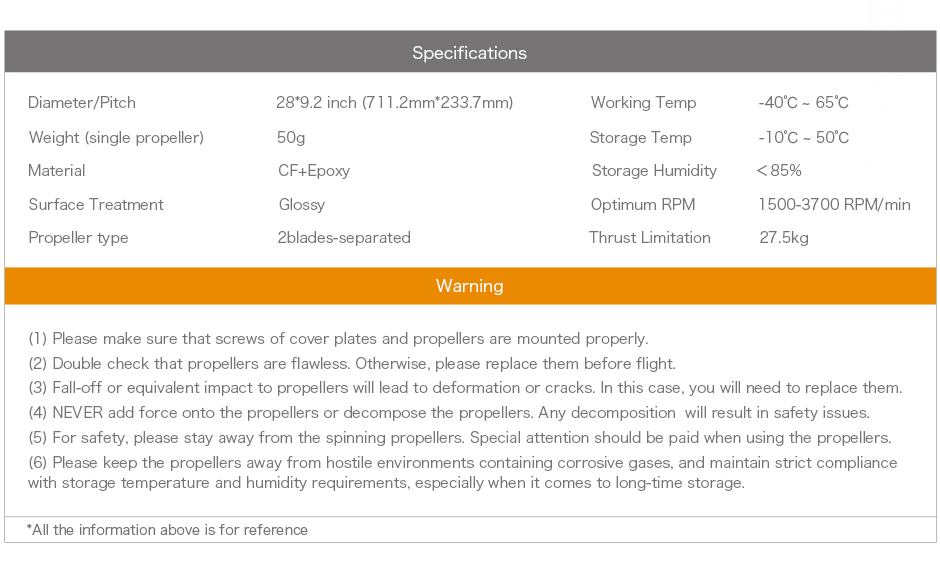 Specifications
Diameter/Pitch 28*9.2 inch (711.2mm*233.7mm) Working Temp -40℃ ~ 65℃
Weight (single propeller) 50g Storage Temp -10℃ ~ 50℃
Material CF+Epoxy Storage Humidity ＜85%
Surface Treatment Glossy Optimum RPM 1500-3700 RPM/min
Propeller type 2blades-separated Thrust Limitation 27.5kg
Warning
(1) Please make sure that screws of cover plates and propellers are mounted properly.
(2) Double check that propellers are flawless. Otherwise, please replace them before flight.
(3) Fall-off or equivalent impact to propellers will lead to deformation or cracks. In this case, you will need to replace them.
(4) NEVER add force onto the propellers or decompose the propellers. Any decomposition will result in safety issues.
(5) For safety, please stay away from the spinning propellers. Special attention should be paid when using the propellers.
(6) Please keep the propellers away from hostile environments containing corrosive gases, and maintain strict compliance
with storage temperature and humidity requirements, especially when it comes to long-time storage.
*All the information above is for reference